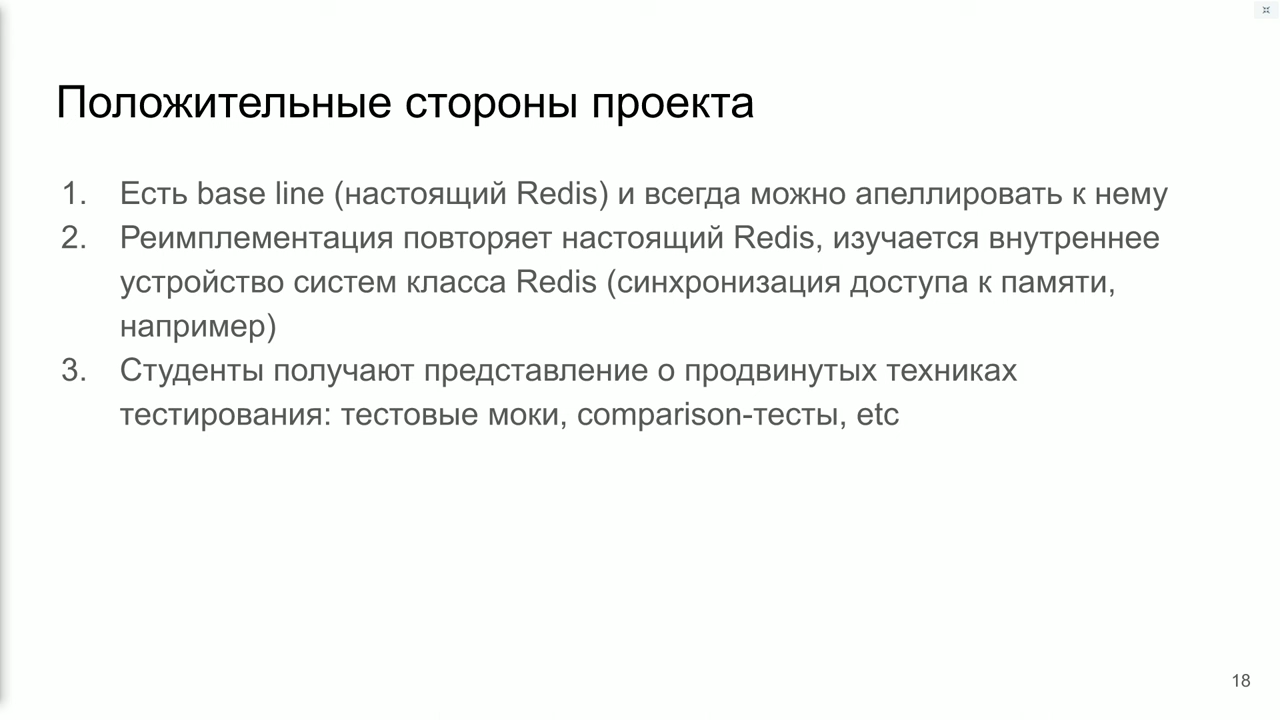 Положительные стороны проекта
1. Есть base line (настоящий Redis) и всегда можно апеллировать к нему
2. Реимплементация повторяет настоящий Redis, изучается внутреннее
устройство систем класса Redis (синхронизация доступа к памяти,
например)
3. Студенты получают представление о продвинутых техниках
тестирования: тестовые моки, comparison-тесты, etc
18